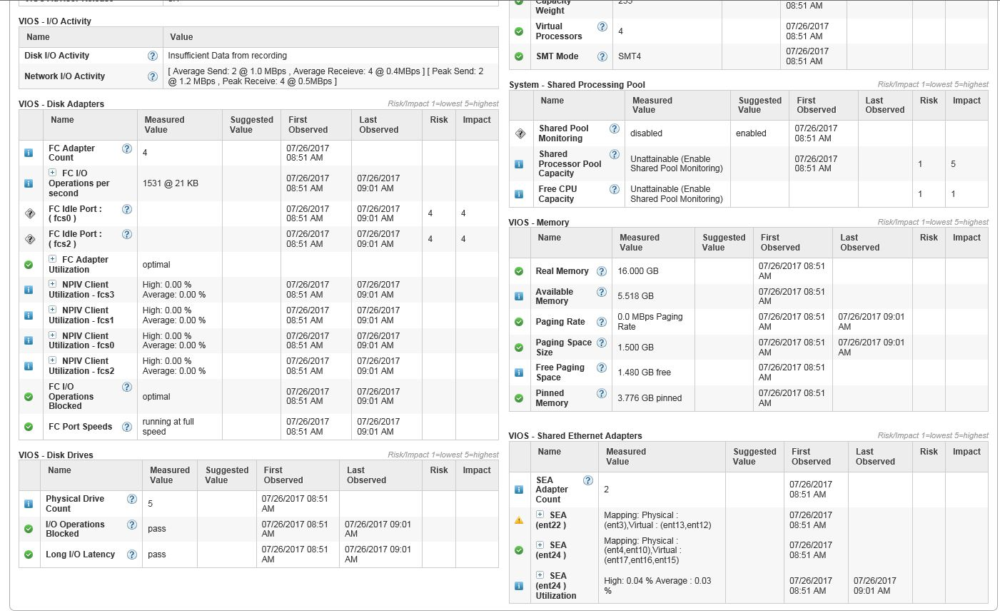 VIOS - I/O Activity
Name Value
Disk I/O Activity ? Insufficient Data from recording
Network I/O Activity ? [ Average Send: 2 @ 1.0 MBps , Average Receieve: 4 @ 0.4MBps ] [ Peak Send: 2
@ 1.2 MBps , Peak Receive: 4 @ 0.5MBps ]
VIOS - Disk Adapters Risk/Impact 1=lowest 5=highest
Name Measured Value Suggested Value First Observed Last Observed Risk Impact
FC Adapter Count ? 4 07/26/2017 08:51 AM
FC I/O Operations per second 1531 @ 21 KB 07/26/2017 08:51 AM 07/26/2017 09:01 AM
FC Idle Port : ( fcs0 ) ? 07/26/2017 08:51 AM 07/26/2017 09:01 AM 4 4
FC Idle Port : ( fcs2 ) ? 07/26/2017 08:51 AM 07/26/2017 09:01 AM 4 4
FC Adapter Utilization optimal
NPIV Client Utilization - fcs3 High: 0.00 % Average: 0.00 % 07/26/2017 08:51 AM 07/26/2017 09:01 AM
NPIV Client Utilization - fcs1 High: 0.00 % Average: 0.00 % 07/26/2017 08:51 AM 07/26/2017 09:01 AM
NPIV Client Utilization - fcs0 High: 0.00 % Average: 0.00 % 07/26/2017 08:51 AM 07/26/2017 09:01 AM
NPIV Client Utilization - fcs2 High: 0.00 % Average: 0.00 % 07/26/2017 08:51 AM 07/26/2017 09:01 AM
FC I/O Operations Blocked ? optimal 07/26/2017 08:51 AM 07/26/2017 09:01 AM
FC Port Speeds ? running at full speed 07/26/2017 08:51 AM 07/26/2017 09:01 AM
VIOS - Disk Drives Risk/Impact 1=lowest 5=highest
Name Measured Value Suggested Value First Observed Last Observed Risk Impact
Physical Drive Count ? 5 07/26/2017 08:51 AM
I/O Operations Blocked ? pass 07/26/2017 08:51 AM 07/26/2017 09:01 AM
Long I/O Latency ? pass 07/26/2017 08:51 AM 07/26/2017 09:01 AM
Capacity Weight 255 08:51 AM
Virtual Processors ? 4 07/26/2017 08:51 AM
SMT Mode ? SMT4 07/26/2017 08:51 AM
System - Shared Processing Pool Risk/Impact 1=lowest 5=highest
Name Measured Value Suggested Value First Observed Last Observed Risk Impact
Shared Pool Monitoring ? disabled enabled 07/26/2017 08:51 AM
Shared Processor Pool Capacity ? Unattainable (Enable Shared Pool Monitoring) 07/26/2017 08:51 AM 1 5
Free CPU Capacity ? Unattainable (Enable Shared Pool Monitoring) 1 1
VIOS - Memory Risk/Impact 1=lowest 5=highest
Name Measured Value Suggested Value First Observed Last Observed Risk Impact
Real Memory ? 16.000 GB 07/26/2017 08:51 AM
Available Memory ? 5.518 GB 07/26/2017 08:51 AM
Paging Rate ? 0.0 MBps Paging Rate 07/26/2017 08:51 AM 07/26/2017 09:01 AM
Paging Space Size ? 1.500 GB 07/26/2017 08:51 AM 07/26/2017 09:01 AM
Free Paging Space ? 1.480 GB free 07/26/2017 08:51 AM
Pinned Memory ? 3.776 GB pinned 07/26/2017 08:51 AM
VIOS - Shared Ethernet Adapters Risk/Impact 1=lowest 5=highest
Name Measured Value Suggested Value First Observed Last Observed Risk Impact
SEA Adapter Count ? 2 07/26/2017 08:51 AM
SEA (ent22 ) Mapping: Physical : (ent3),Virtual : (ent13,ent12) 07/26/2017 08:51 AM
SEA (ent24 ) Mapping: Physical : (ent4,ent10),Virtual : (ent17,ent16,ent15) 07/26/2017 08:51 AM
SEA (ent24 ) Utilization High: 0.04 % Average : 0.03 % 07/26/2017 08:51 AM 07/26/2017 09:01 AM